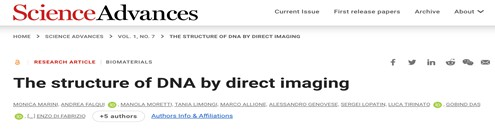 ScienceAdvances
Current Issue First release papers Archive About
HOME > SCIENCE ADVANCES > VOL. 1, NO. 7 > THE STRUCTURE OF DNA BY DIRECT IMAGING
RESEARCH ARTICLE | BIOMATERIALS
The structure of DNA by direct imaging
MONICA MARINI, ANDREA FALQUI, MANOLA MORETTI, TANIA LIMONGI, MARCO ALLIONE, ALESSANDRO GENOVESE, SERGEI LOPATIN, LUCA TIRINATO, GOBIND DAS
[...] ENZO DI FABRIZIO +5 authors Authors Info & Affiliations